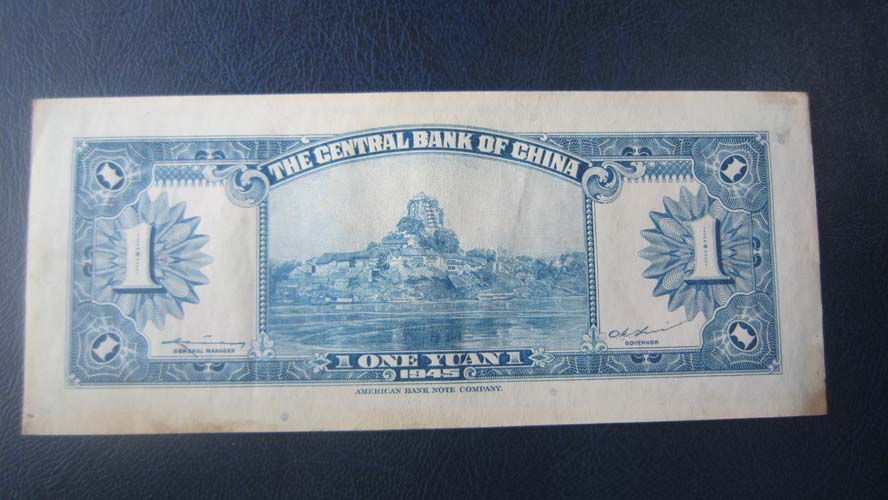 THE CENTRAL BANK OF CHINA
1
1
GENERAL MANAGER
GOVERNOR
1 ONE YUAN 1
1945
AMERICAN BANK NOTE COMPANY.